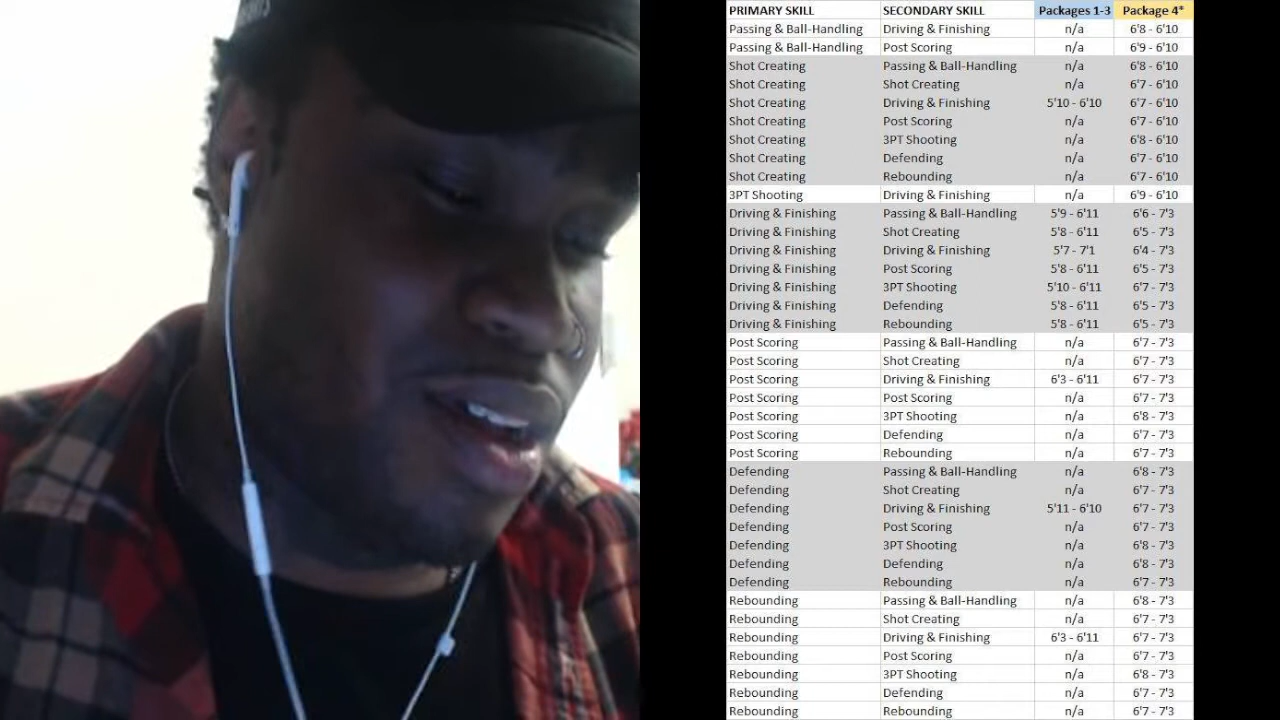 PRIMARY SKILL SECONDARY SKILL Packages 1-3 Package 4*
Passing & Ball-Handling Driving & Finishing n/a 6'8 - 6'10
Passing & Ball-Handling Post Scoring n/a 6'9 - 6'10
Shot Creating Passing & Ball-Handling n/a 6'8 - 6'10
Shot Creating Shot Creating n/a 6'7 - 6'10
Shot Creating Driving & Finishing 5'10 - 6'10 6'7 - 6'10
Shot Creating Post Scoring n/a 6'7 - 6'10
Shot Creating 3PT Shooting n/a 6'8 - 6'10
Shot Creating Defending n/a 6'7 - 6'10
Shot Creating Rebounding n/a 6'7 - 6'10
3PT Shooting Driving & Finishing n/a 6'9 - 6'10
Driving & Finishing Passing & Ball-Handling 5'9 - 6'11 6'6 - 7'3
Driving & Finishing Shot Creating 5'8 - 6'11 6'5 - 7'3
Driving & Finishing Driving & Finishing 5'7 - 7'1 6'4 - 7'3
Driving & Finishing Post Scoring 5'8 - 6'11 6'5 - 7'3
Driving & Finishing 3PT Shooting 5'10 - 6'11 6'7 - 7'3
Driving & Finishing Defending 5'8 - 6'11 6'5 - 7'3
Driving & Finishing Rebounding 5'8 - 6'11 6'5 - 7'3
Post Scoring Passing & Ball-Handling n/a 6'7 - 7'3
Post Scoring Shot Creating n/a 6'7 - 7'3
Post Scoring Driving & Finishing 6'3 - 6'11 6'7 - 7'3
Post Scoring Post Scoring n/a 6'7 - 7'3
Post Scoring 3PT Shooting n/a 6'8 - 7'3
Post Scoring Defending n/a 6'7 - 7'3
Post Scoring Rebounding n/a 6'7 - 7'3
Defending Passing & Ball-Handling n/a 6'8 - 7'3
Defending Shot Creating n/a 6'7 - 7'3
Defending Driving & Finishing 5'11 - 6'10 6'7 - 7'3
Defending Post Scoring n/a 6'7 - 7'3
Defending 3PT Shooting n/a 6'8 - 7'3
Defending Defending n/a 6'8 - 7'3
Defending Rebounding n/a 6'7 - 7'3
Rebounding Passing & Ball-Handling n/a 6'8 - 7'3
Rebounding Shot Creating n/a 6'7 - 7'3
Rebounding Driving & Finishing 6'3 - 6'11 6'7 - 7'3
Rebounding Post Scoring n/a 6'7 - 7'3
Rebounding 3PT Shooting n/a 6'8 - 7'3
Rebounding Defending n/a 6'7 - 7'3
Rebounding Rebounding n/a 6'7 - 7'3